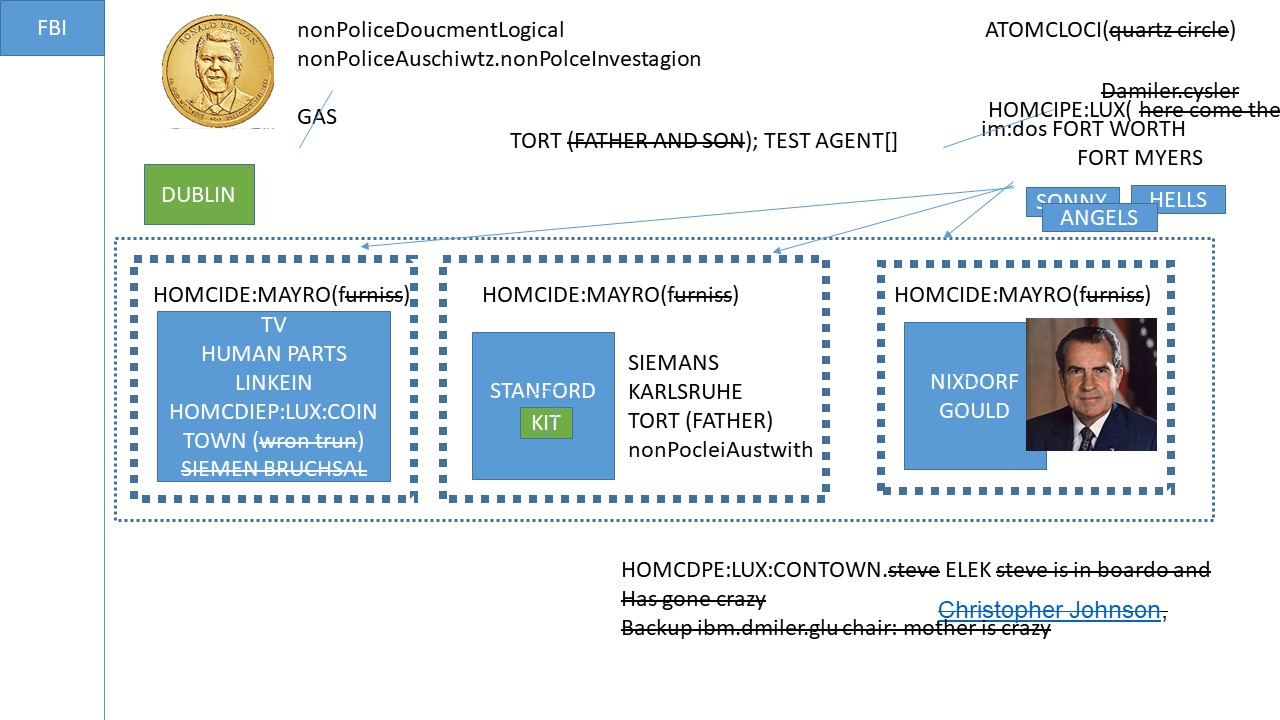 FBI
RONALD REAGAN
nonPoliceDoucmentLogical
nonPoliceAuschiwtz.nonPolceInvestagion
GAS
ATOMCLOCI(quartz circle)
Damiler.cysler
HOMCIPE:LUX( here come the
im:dos FORT WORTH
FORT MYERS
TORT (FATHER AND SON); TEST AGENT[]
DUBLIN
SONNY
HELLS
ANGELS
HOMCIDE:MAYRO(furniss)
TV
HUMAN PARTS
LINKEIN
HOMCDIEP:LUX:COIN
TOWN (wron trun)
SIEMEN BRUCHSAL
HOMCIDE:MAYRO(furniss)
STANFORD
KIT
SIEMANS
KARLSRUHE
TORT (FATHER)
nonPocleiAustwith
HOMCIDE:MAYRO(furniss)
NIXDORF
GOULD
HOMCDPE:LUX:CONTOWN.steve ELEK steve is in boardo and
Has gone crazy
Christopher Johnson,
Backup ibm.dmiler.glu chair: mother is crazy